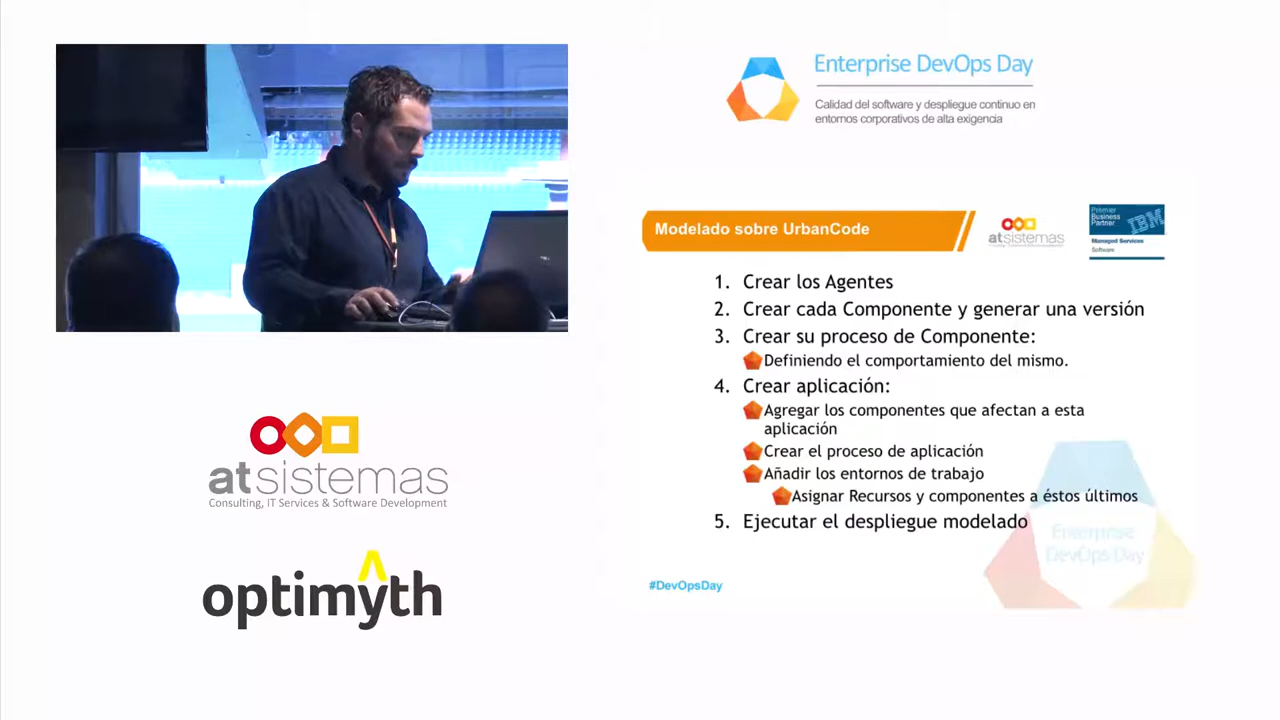 Enterprise DevOps Day
Calidad del software y despliegue continuo en
entornos corporativos de alta exigencia
Modelado sobre UrbanCode
atsistemas
Premier
Business
Partner
IBM
Managed Services
Software
1. Crear los Agentes
2. Crear cada Componente y generar una versión
3. Crear su proceso de Componente:
Definiendo el comportamiento del mismo.
4. Crear aplicación:
Agregar los componentes que afectan a esta
aplicación
Crear el proceso de aplicación
Añadir los entornos de trabajo
Asignar Recursos y componentes a éstos últimos
5. Ejecutar el despliegue modelado
Enterprise
DevOps Day
#DevOpsDay
atsistemas
Consulting, IT Services & Software Development
optimyth